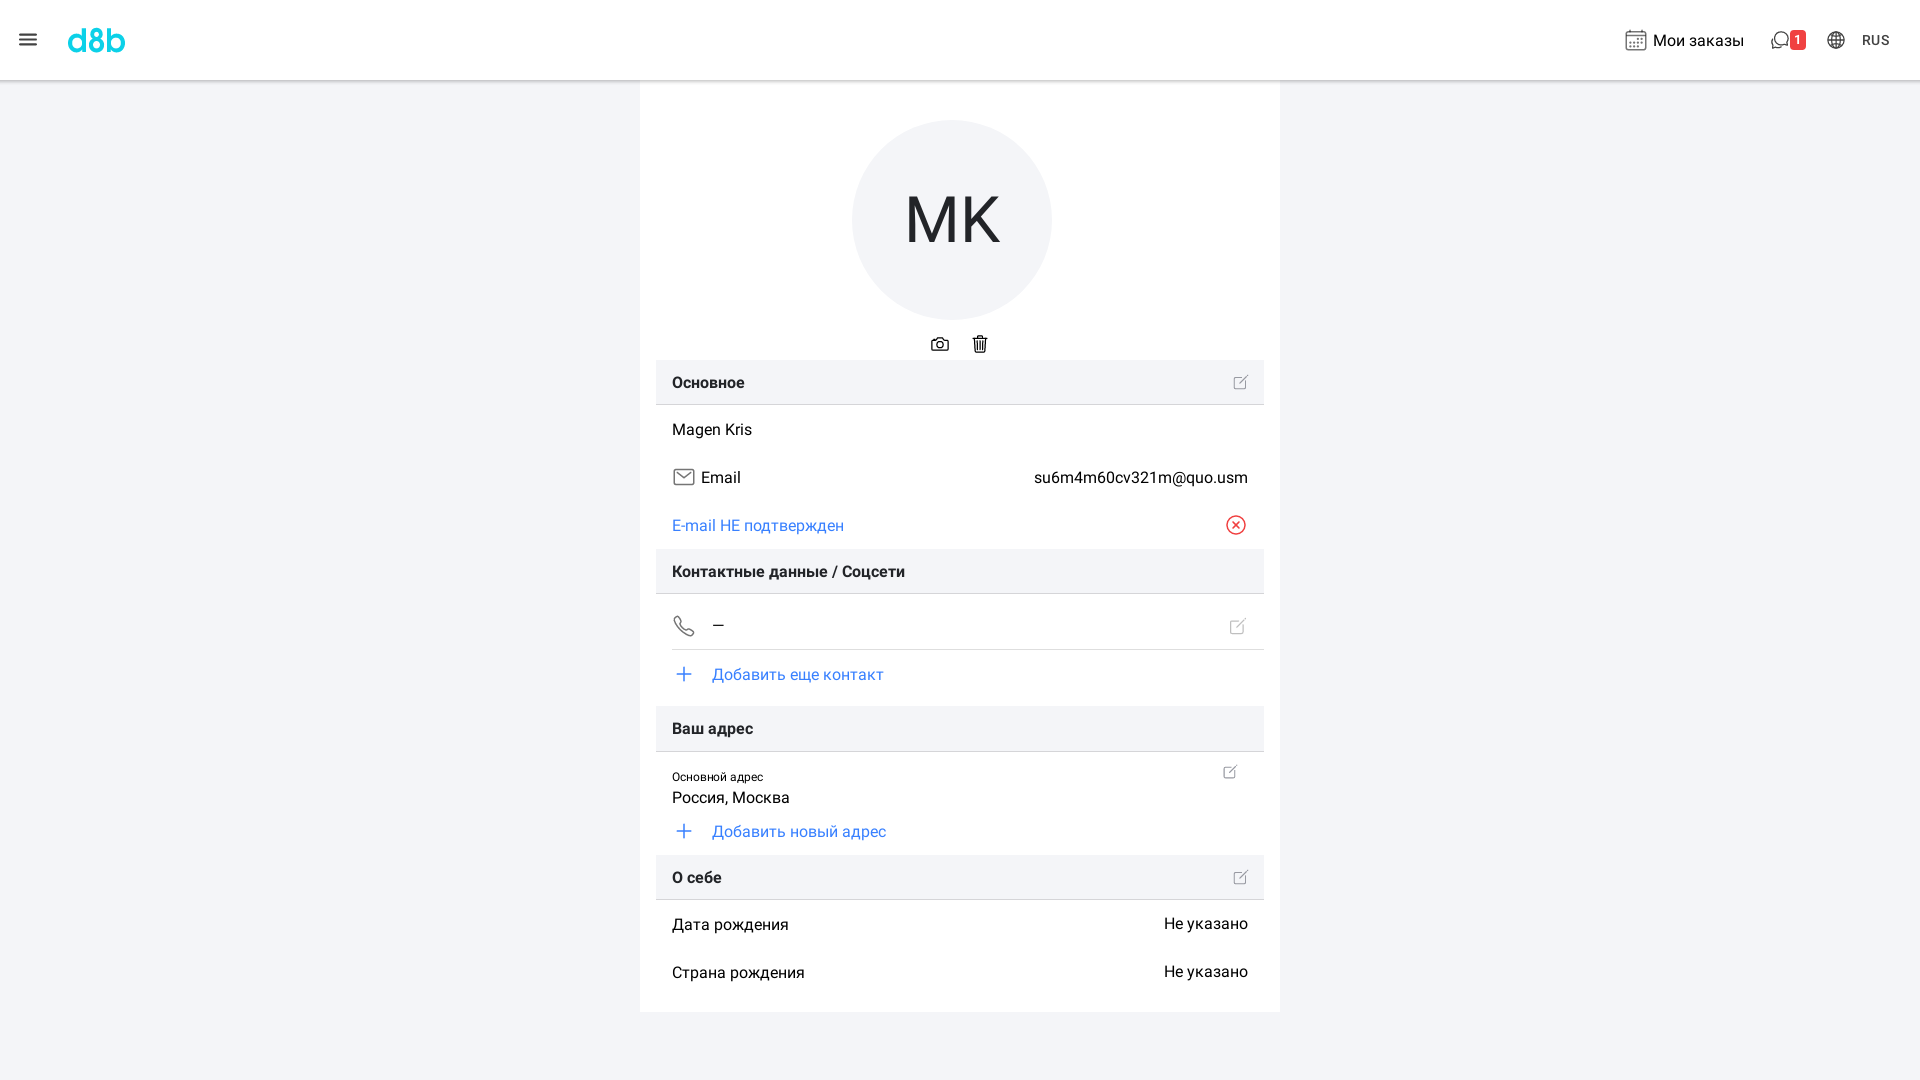 d8b
Мои заказы
1
RUS
MK
Основное
Magen Kris
Email
su6m4m60cv321m@quo.usm
E-mail НЕ подтвержден
Контактные данные / Соцсети
—
Добавить еще контакт
Ваш адрес
Основной адрес
Россия, Москва
Добавить новый адрес
О себе
Дата рождения
Не указано
Страна рождения
Не указано